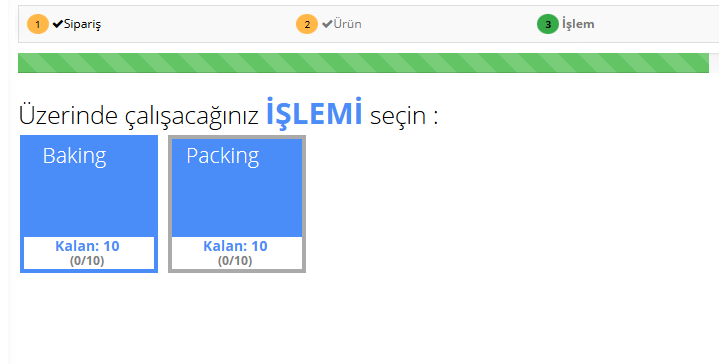 1 Sipariş 2 Ürün 3 İşlem
Üzerinde çalışacağınız İŞLEMİ seçin :
Baking Packing
Kalan: 10 Kalan: 10
(0/10) (0/10)